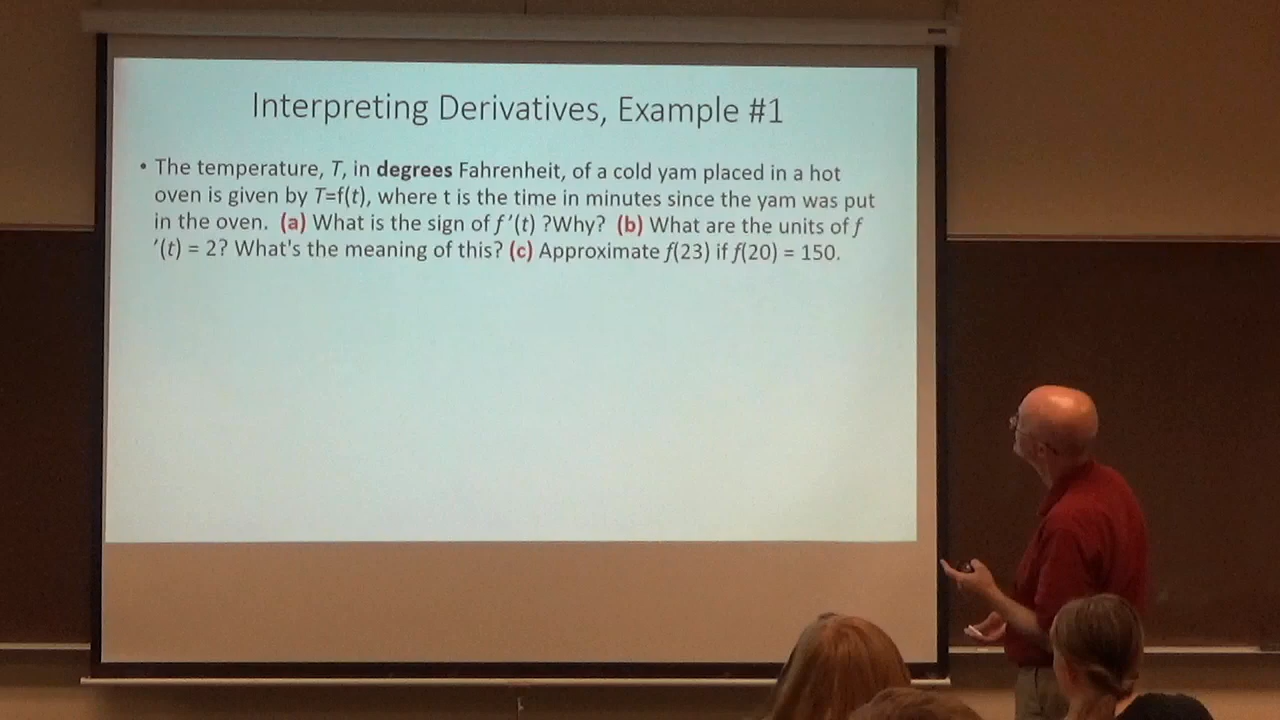 Interpreting Derivatives, Example #1
• The temperature, T, in degrees Fahrenheit, of a cold yam placed in a hot
oven is given by T=f(t), where t is the time in minutes since the yam was put
in the oven. (a) What is the sign of f ′(t) ?Why? (b) What are the units of f
′(t) = 2? What's the meaning of this? (c) Approximate f(23) if f(20) = 150.